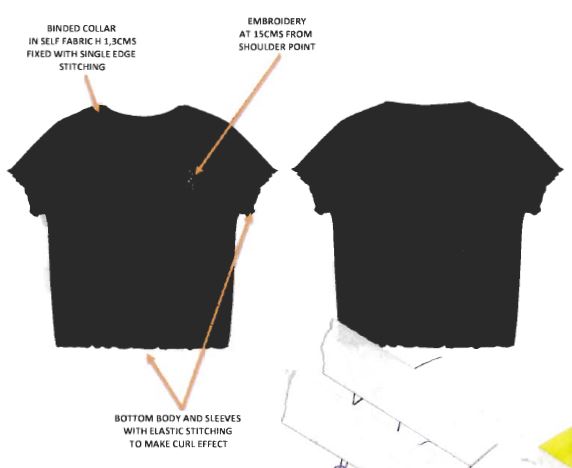 BINDED COLLAR
IN SELF FABRIC H 1,3CMS
FIXED WITH SINGLE EDGE
STITCHING
EMBROIDERY
AT 15CMS FROM
SHOULDER POINT
BOTTOM BODY AND SLEEVES
WITH ELASTIC STITCHING
TO MAKE CURL EFFECT